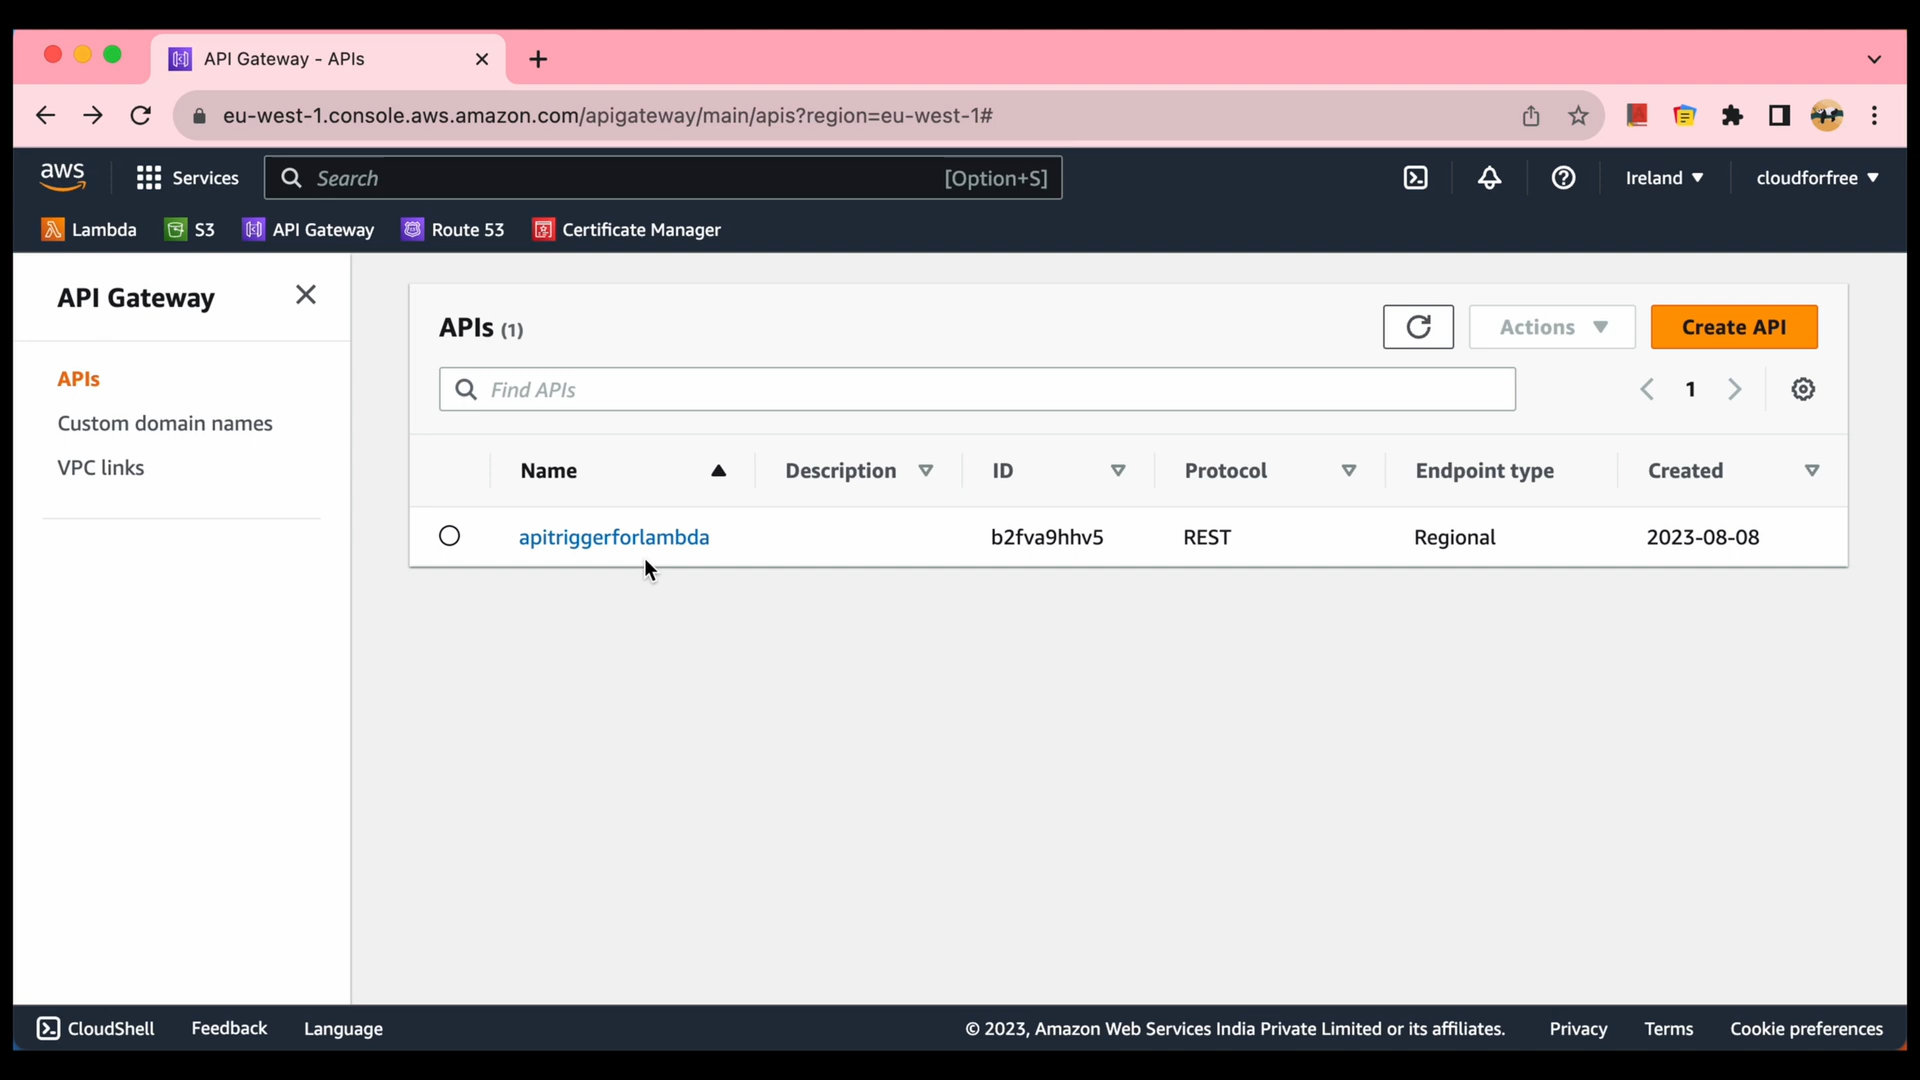 API Gateway - APIs
eu-west-1.console.aws.amazon.com/apigateway/main/apis?region=eu-west-1#
aws
Services
Search
[Option+S]
Ireland
cloudforfree
Lambda
S3
API Gateway
Route 53
Certificate Manager
API Gateway
APIs
Custom domain names
VPC links
APIs (1)
Actions
Create API
Find APIs
1
Name
Description
ID
Protocol
Endpoint type
Created
apitriggerforlambda
b2fva9hhv5
REST
Regional
2023-08-08
CloudShell
Feedback
Language
© 2023, Amazon Web Services India Private Limited or its affiliates.
Privacy
Terms
Cookie preferences